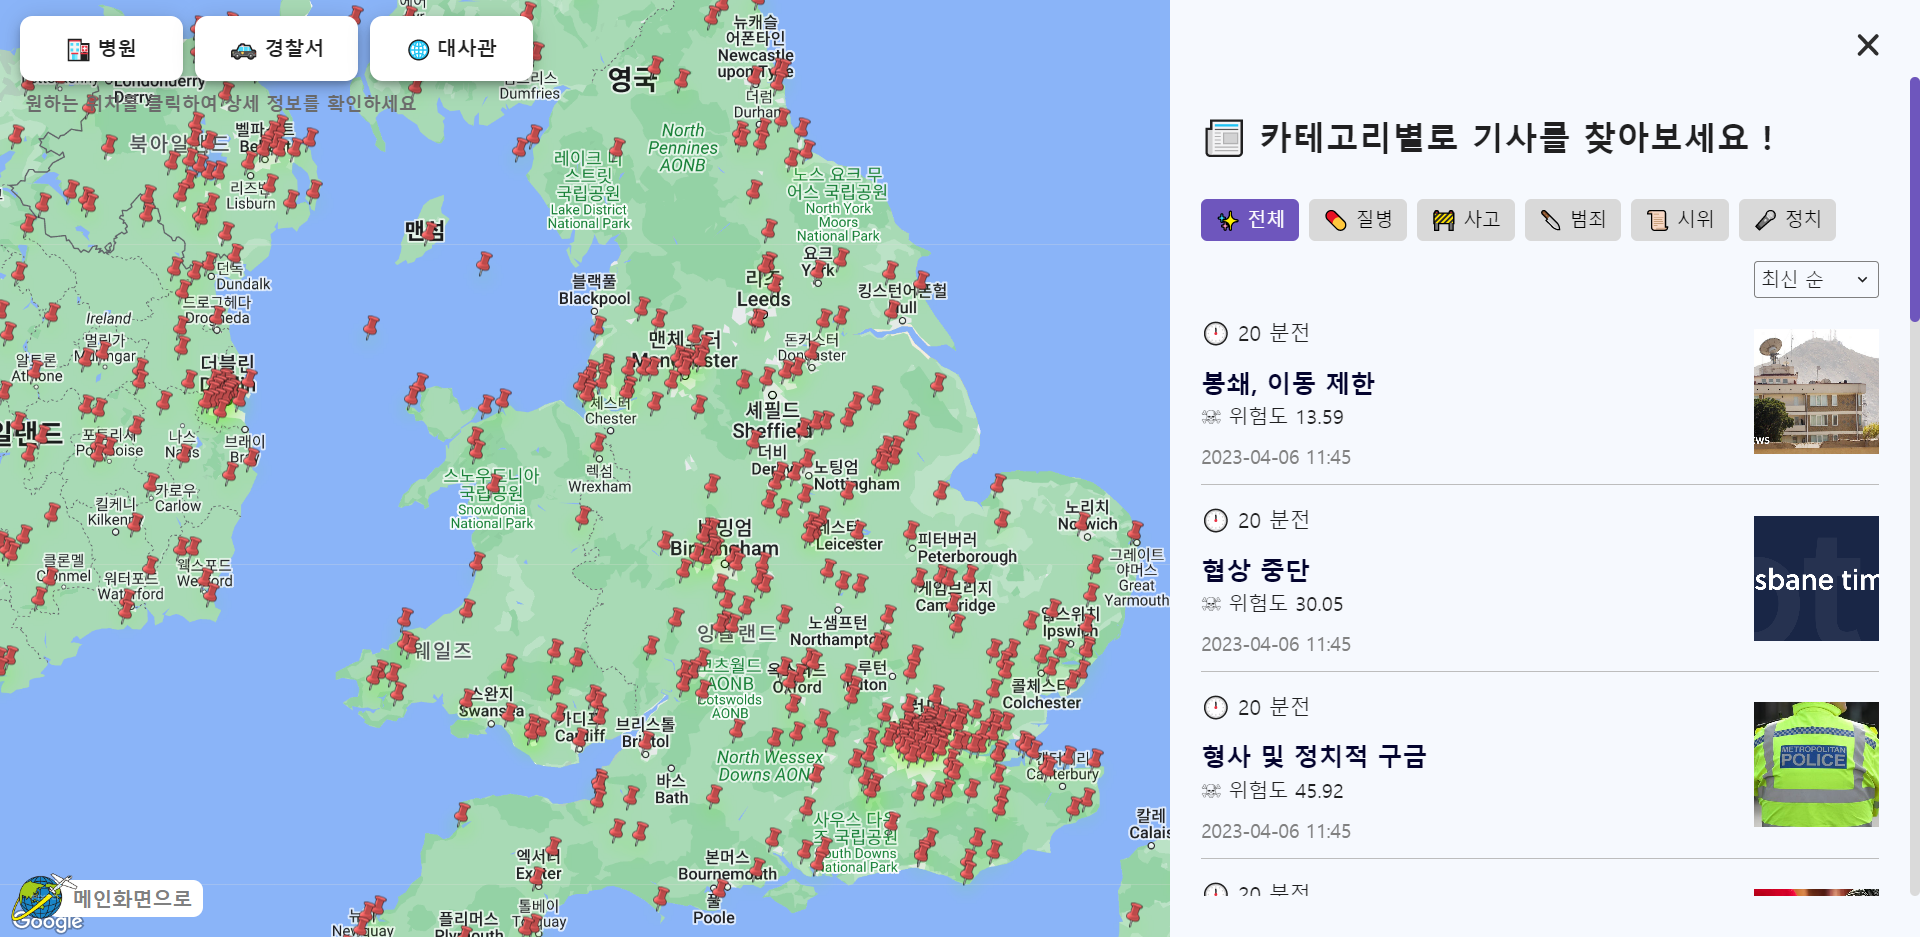 병원
경찰서
대사관
원하는 위치를 클릭하여 상세 정보를 확인하세요
Londonderry
Derry
Dumfries
영국
뉴캐슬
어폰타인
Newcastle
upon Tyne
더럼
Durham
North
Pennines
AONB
북아일랜드
벨파스트
Belfast
리즈번
Lisburn
레이크 디
스트릭
국립공원
Lake District
National Park
노스 요크 무
어스 국립공원
North York
Moors
National Park
맨섬
요크
York
던독
Dundalk
드로그헤다
Drogheda
블랙풀
Blackpool
리즈
Leeds
킹스턴어폰헐
Hull
Ireland
멀린가
Mullingar
알트론
Athlone
더블린
Dublin
맨체스터
Manchester
돈커스터
Doncaster
체스터
Chester
셰필드
Sheffield
아일랜드
포트리셔
Portlaoise
나스
Naas
브래이
Bray
더비
Derby
노팅엄
Nottingham
렉섬
Wrexham
스노우도니아
국립공원
Snowdonia
National Park
킬케니
Kilkenny
카로우
Carlow
노리치
Norwich
버밍엄
Birmingham
레스터
Leicester
피터버러
Peterborough
그레이트
야머스
Great
Yarmouth
클론멜
Clonmel
워터포드
Waterford
웩스포드
Wexford
케임브리지
Cambridge
입스위치
Ipswich
웨일즈
잉글랜드
노샘프턴
Northampton
코츠월드
AONB
Cotswolds
AONB
옥스퍼드
Oxford
루턴
Luton
콜체스터
Colchester
스완지
Swansea
카디프
Cardiff
브리스톨
Bristol
런던
North Wessex
Downs AONB
캔터베리
Canterbury
바스
Bath
사우스 다운
즈 국립공원
South Downs
National Park
칼레
Calais
엑서터
Exeter
본머스
Bournemouth
풀
Poole
톨베이
Torquay
플리머스
Plymouth
Newquay
메인화면으로
Google
카테고리별로 기사를 찾아보세요 !
전체
질병
사고
범죄
시위
정치
최신 순
20 분전
봉쇄, 이동 제한
위험도 13.59
2023-04-06 11:45
20 분전
협상 중단
위험도 30.05
2023-04-06 11:45
sbane tim
20 분전
형사 및 정치적 구금
위험도 45.92
2023-04-06 11:45
METROPOLITAN
POLICE
20 분전